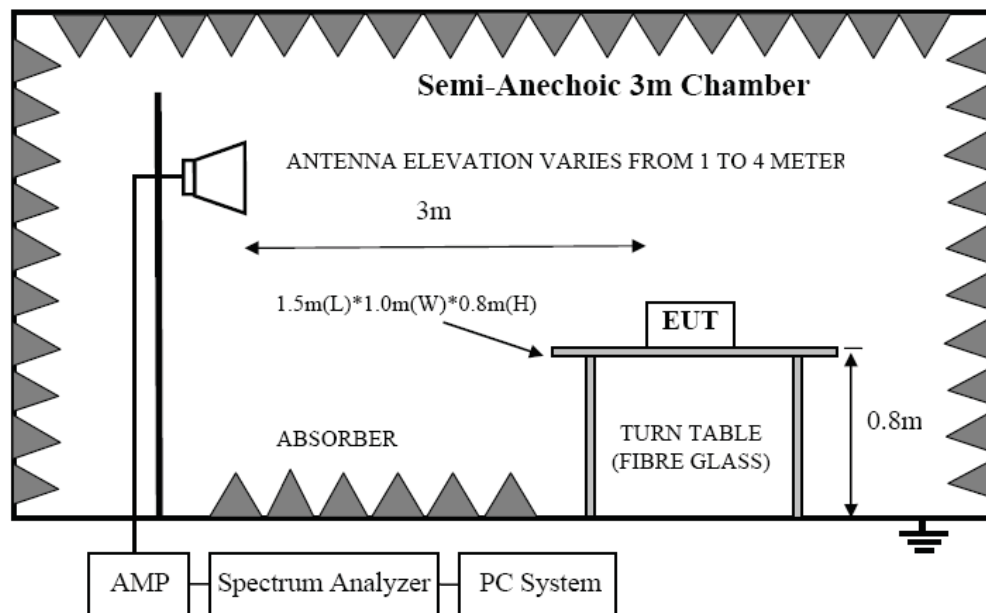 Semi-Anechoic 3m Chamber
ANTENNA ELEVATION VARIES FROM 1 TO 4 METER
3m
1.5m(L)*1.0m(W)*0.8m(H)
EUT
0.8m
ABSORBER
TURN TABLE
(FIBRE GLASS)
AMP
Spectrum Analyzer
PC System